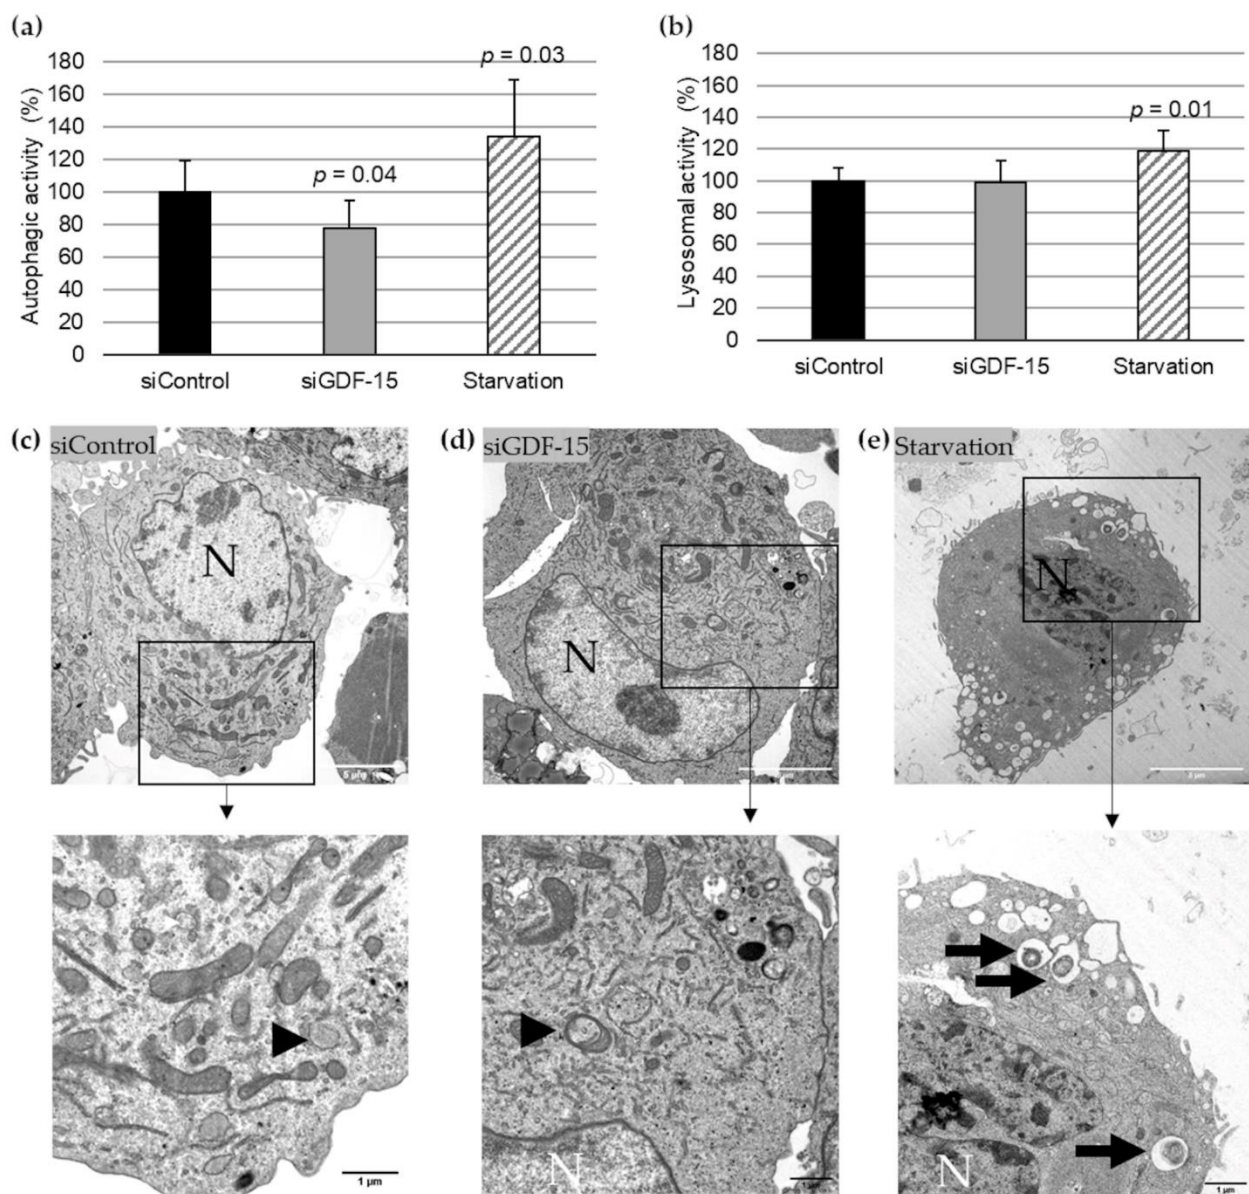 (a)
180
160
140
120
100
80
60
40
20
0
Autophagic activity (%)
p = 0.03
p = 0.04
siControl
siGDF-15
Starvation
(b)
180
160
140
120
100
80
60
40
20
0
Lysosomal activity (%)
p = 0.01
siControl
siGDF-15
Starvation
(c) siControl
N
5 µm
(d) siGDF-15
N
(e) Starvation
N
1 µm
N
N
1 µm